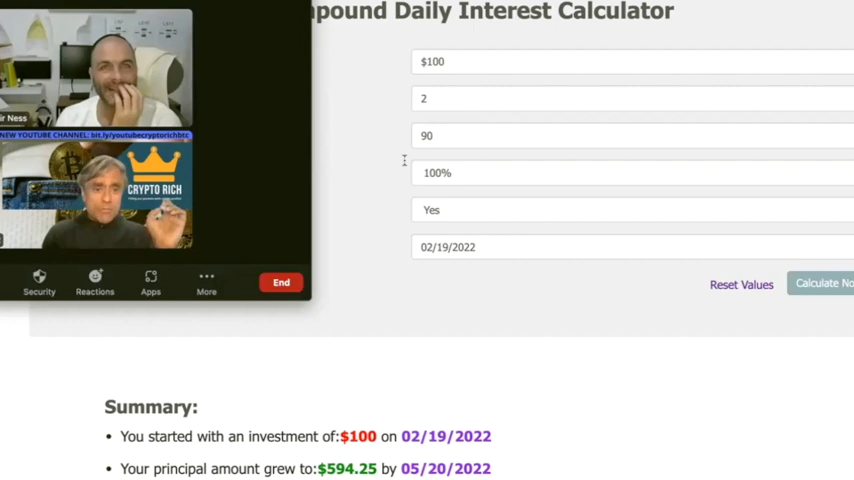 pound Daily Interest Calculator
$100
2
90
100%
Yes
02/19/2022
Reset Values
Calculate No
ir Ness
NEW YOUTUBE CHANNEL: bit.ly/youtubecryptorichbtc
CRYPTO RICH
Security
Reactions
Apps
More
End
Summary:
• You started with an investment of:$100 on 02/19/2022
• Your principal amount grew to:$594.25 by 05/20/2022